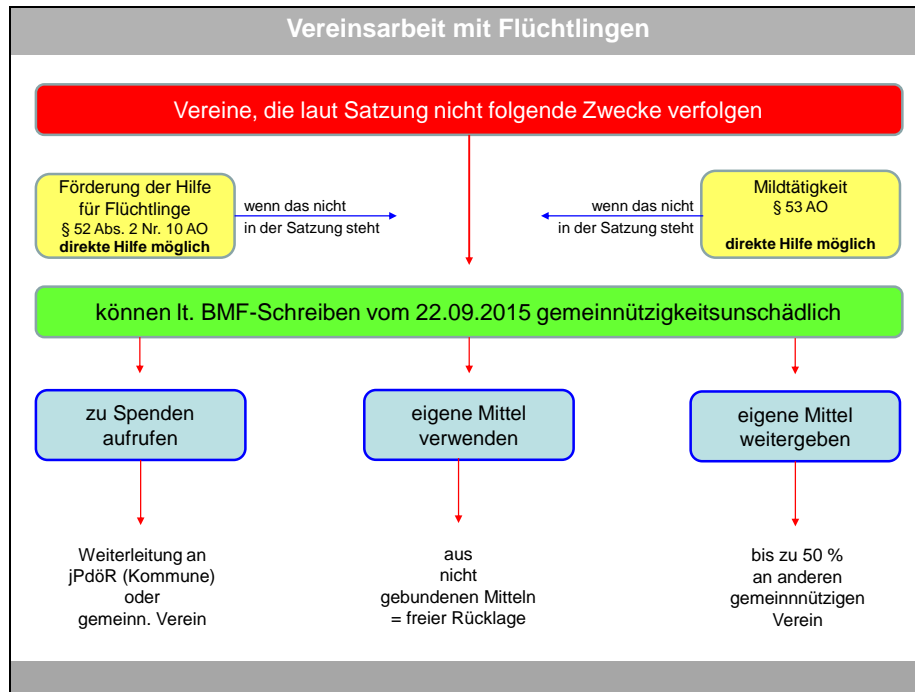 Vereinsarbeit mit Flüchtlingen
Vereine, die laut Satzung nicht folgende Zwecke verfolgen
Förderung der Hilfe
für Flüchtlinge
§ 52 Abs. 2 Nr. 10 AO
direkte Hilfe möglich
wenn das nicht
in der Satzung steht
wenn das nicht
in der Satzung steht
Mildtätigkeit
§ 53 AO
direkte Hilfe möglich
können lt. BMF-Schreiben vom 22.09.2015 gemeinnützigkeitsunschädlich
zu Spenden
aufrufen
eigene Mittel
verwenden
eigene Mittel
weitergeben
Weiterleitung an
jPdöR (Kommune)
oder
gemeinn. Verein
aus
nicht
gebundenen Mitteln
= freier Rücklage
bis zu 50 %
an anderen
gemeinnnützigen
Verein